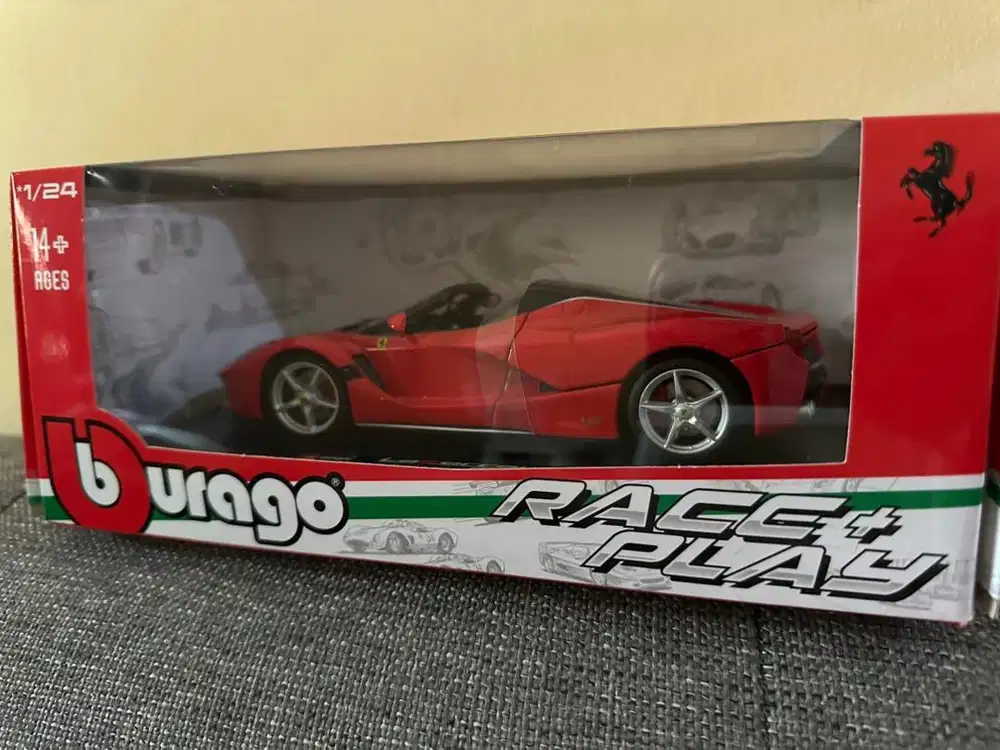 *1/24
14+
AGES
burago®
RACE +
PLAY